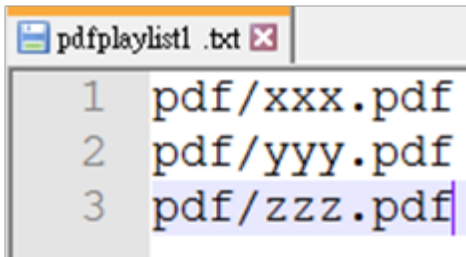 pdfplaylist1 .txt
1 pdf/xxx.pdf
2 pdf/yyy.pdf
3 pdf/zzz.pdf